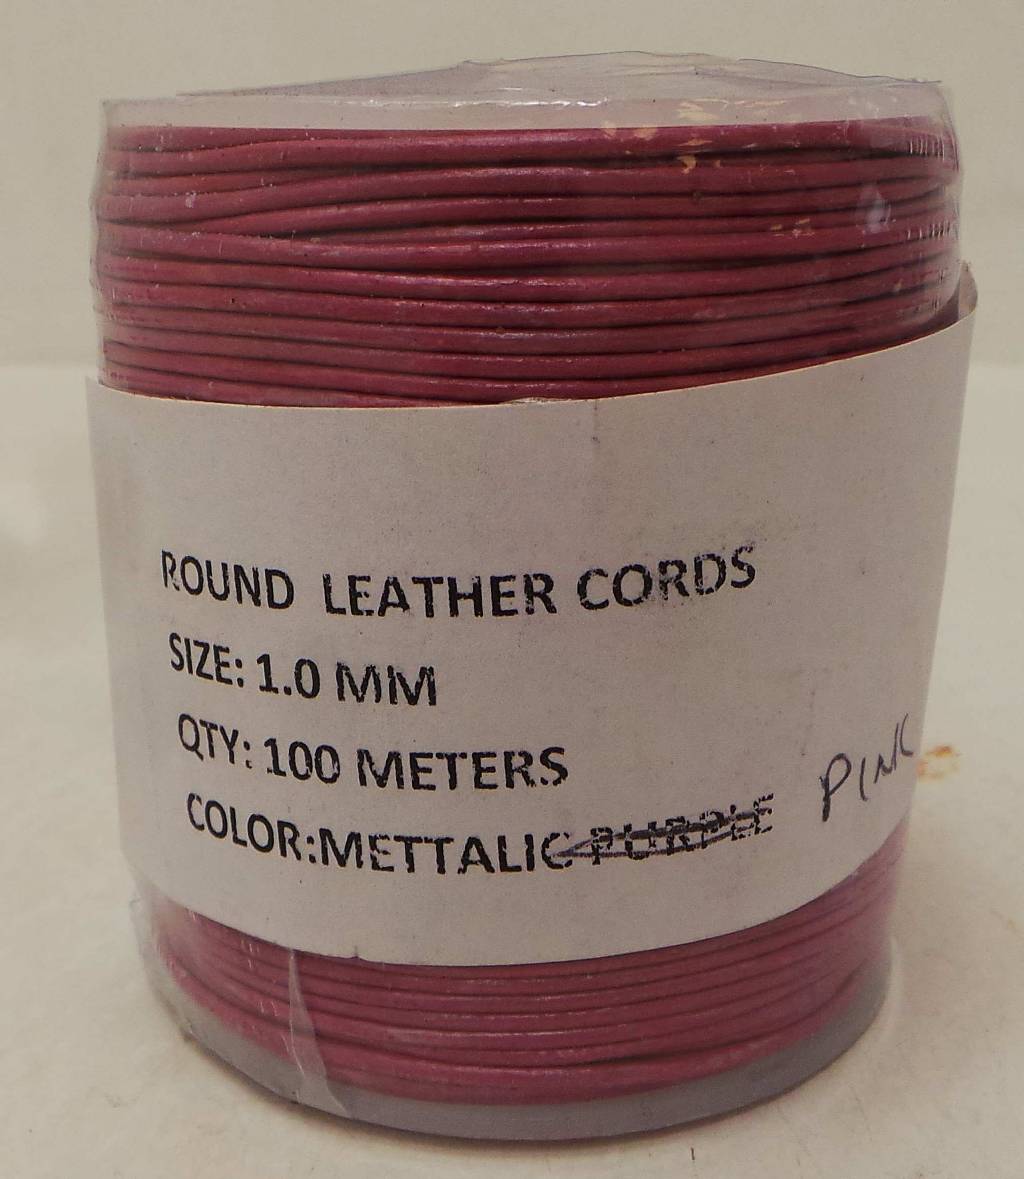 ROUND LEATHER CORDS
SIZE: 1.0 MM
QTY: 100 METERS
COLOR:METTALIC PURPLE PINK